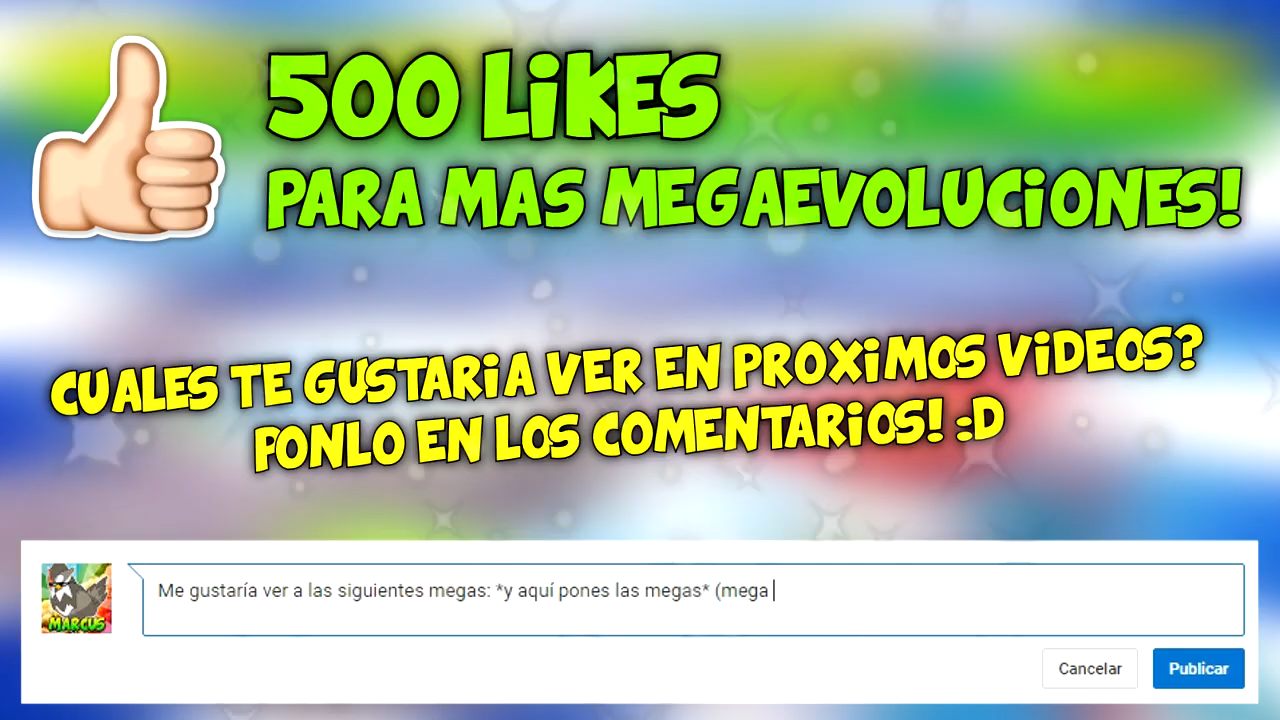 500 LiKES
PARA MAS MEGAEVOLUCiONES!
CUALES TE GUSTARiA VER EN PROXiMOS ViDEOS?
PONLO EN LOS COMENTARiOS! :D
Me gustaría ver a las siguientes megas: *y aquí pones las megas* (mega
MARCUS
Cancelar
Publicar